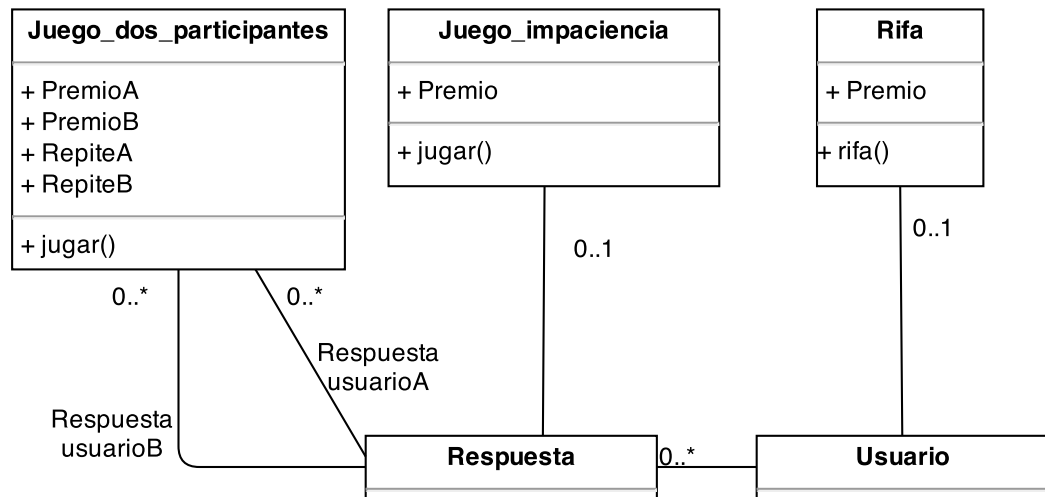 Juego_dos_participantes
+ PremioA
+ PremioB
+ RepiteA
+ RepiteB
+ jugar()
Juego_impaciencia
+ Premio
+ jugar()
Rifa
+ Premio
+ rifa()
0..*
0..*
0..1
0..1
Respuesta
usuarioA
Respuesta
usuarioB
Respuesta
0..*
Usuario